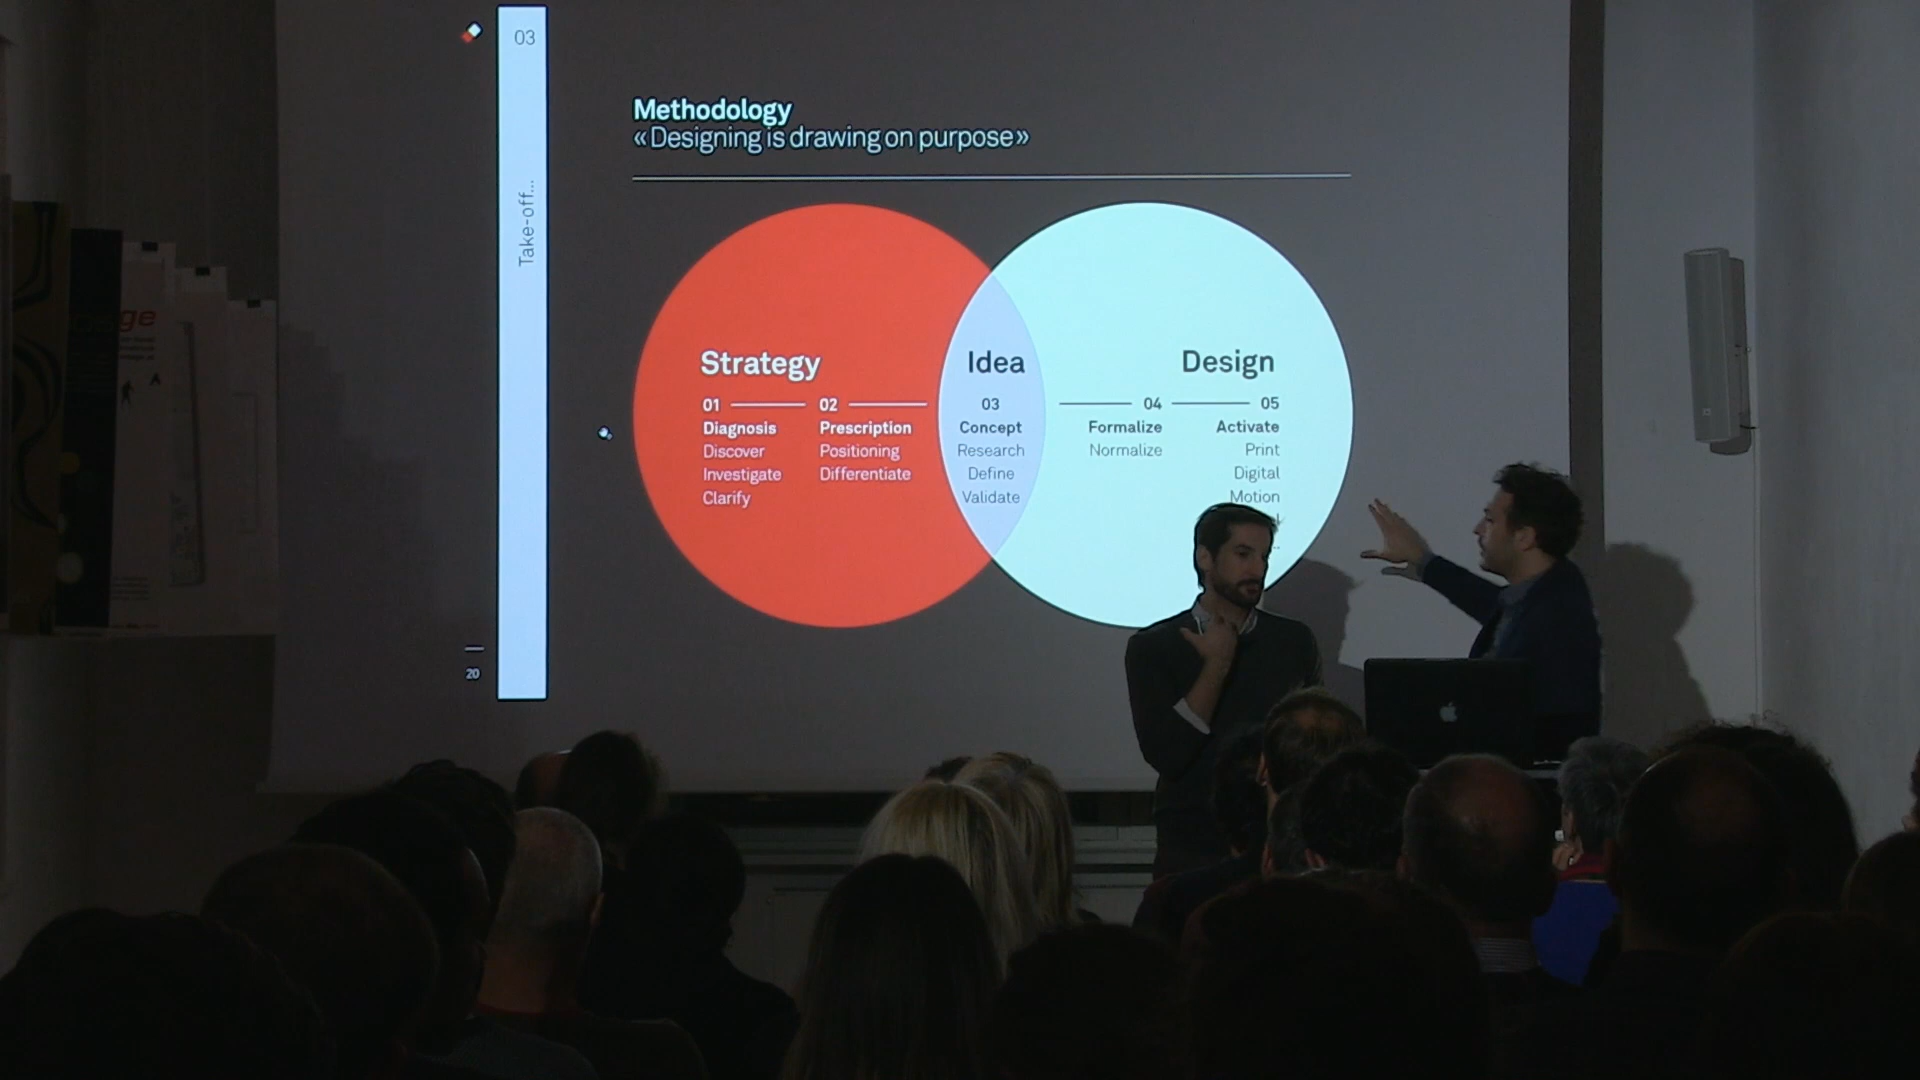 03
Take-off...
Methodology
«Designing is drawing on purpose»
Strategy
01
02
Diagnosis
Prescription
Discover
Positioning
Investigate
Differentiate
Clarify
Idea
03
Concept
Research
Define
Validate
Design
04
05
Formalize
Activate
Normalize
Print
Digital
Motion
20
ge
A